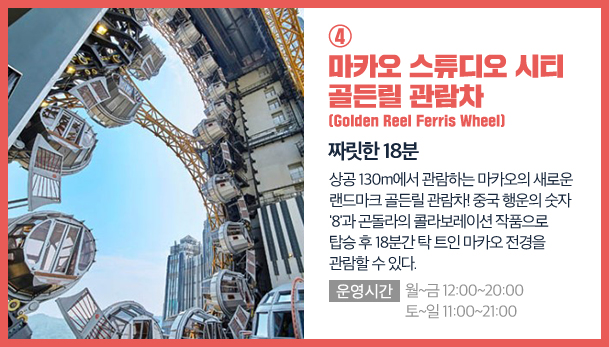 ④
마카오 스튜디오 시티
골든릴 관람차
(Golden Reel Ferris Wheel)
짜릿한 18분
상공 130m에서 관람하는 마카오의 새로운
랜드마크 골든릴 관람차! 중국 행운의 숫자
'8'과 곤돌라의 콜라보레이션 작품으로
탑승 후 18분간 탁 트인 마카오 전경을
관람할 수 있다.
운영시간 월~금 12:00~20:00
토~일 11:00~21:00